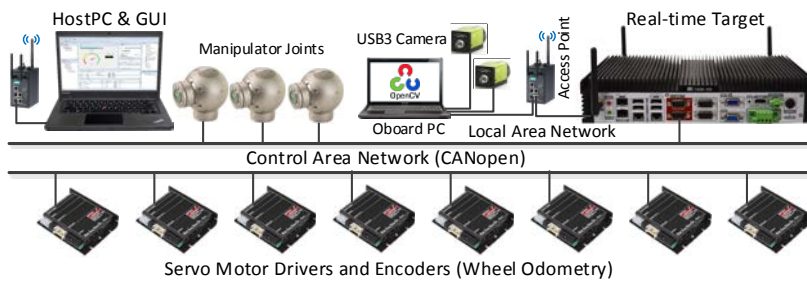 HostPC & GUI
Manipulator Joints
USB3 Camera
Access Point
Real-time Target
OpenCV
Oboard PC
Local Area Network
Control Area Network (CANopen)
Servo Motor Drivers and Encoders (Wheel Odometry)